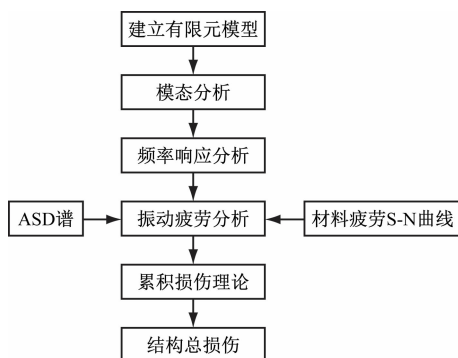 建立有限元模型
模态分析
频率响应分析
ASD谱
振动疲劳分析
材料疲劳S-N曲线
累积损伤理论
结构总损伤